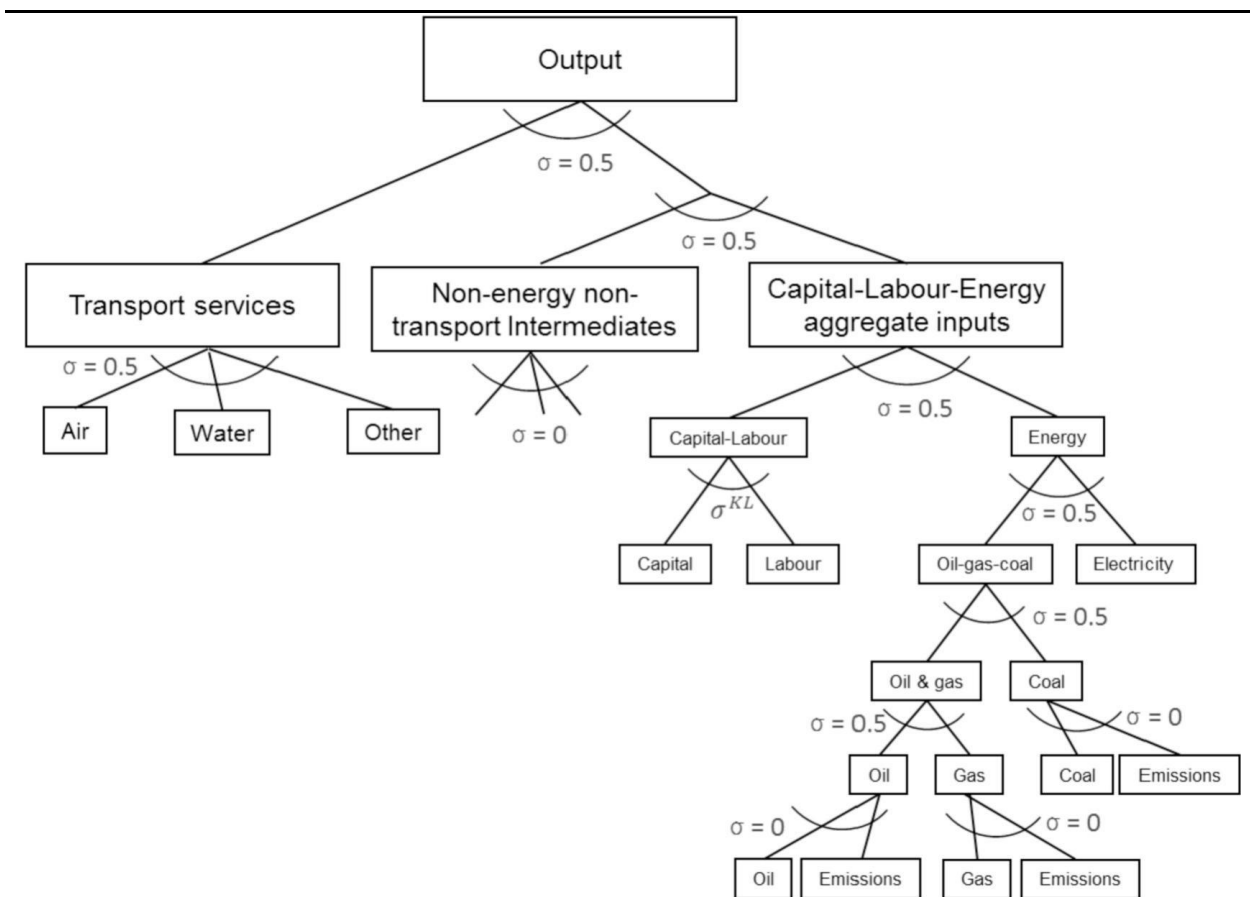 Output
σ = 0.5
σ = 0.5
Transport services
Non-energy non-
transport Intermediates
Capital-Labour-Energy
aggregate inputs
σ = 0.5
σ = 0
σ = 0.5
Air
Water
Other
Capital-Labour
Energy
σᴷᴸ
σ = 0.5
Capital
Labour
Oil-gas-coal
Electricity
σ = 0.5
Oil & gas
Coal
σ = 0.5
σ = 0
Oil
Gas
Coal
Emissions
σ = 0
σ = 0
Oil
Emissions
Gas
Emissions